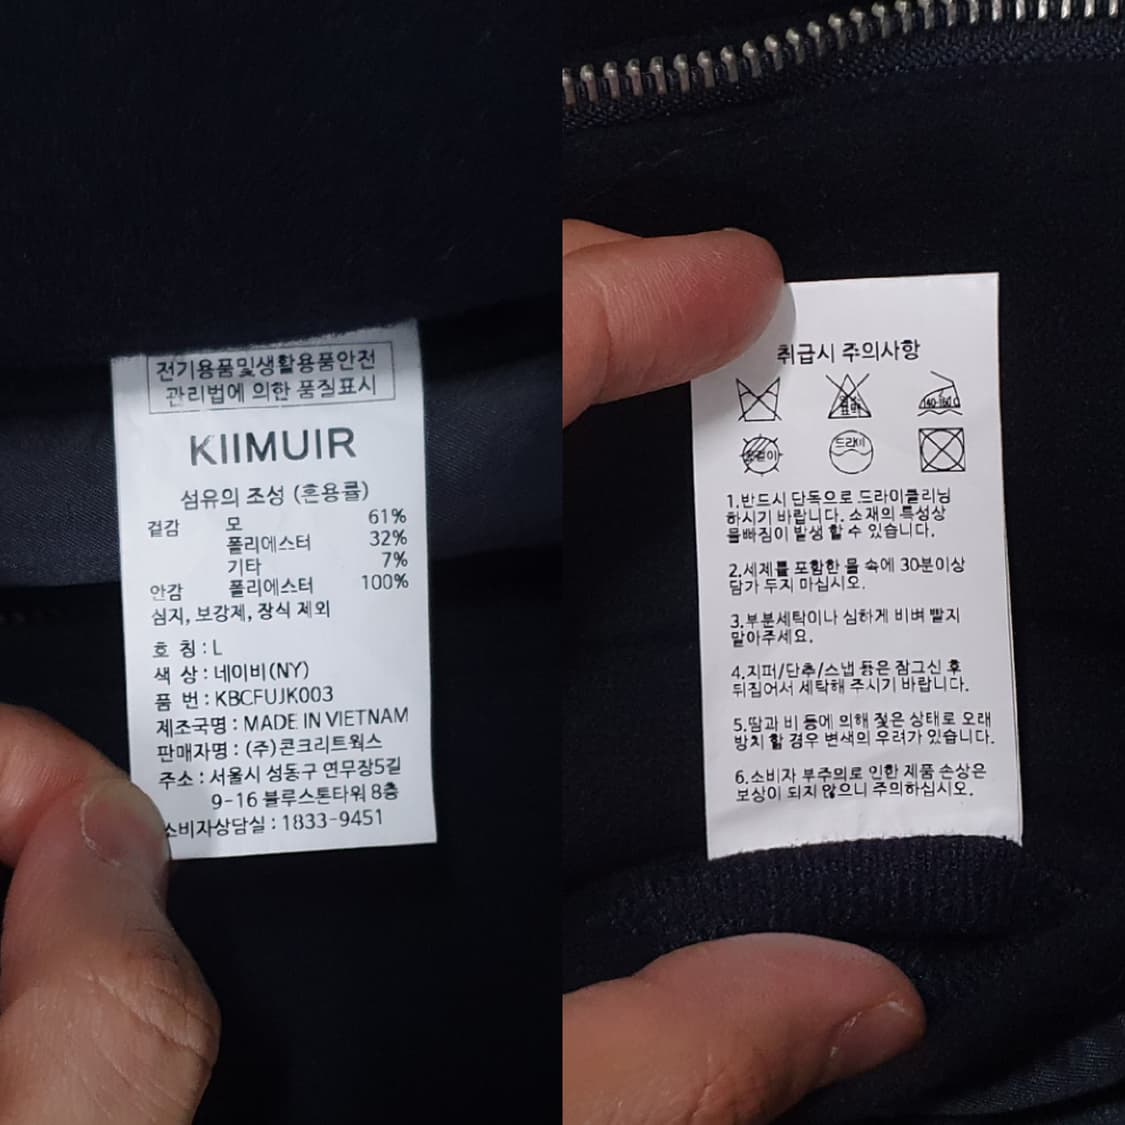 전기용품및생활용품안전
관리법에 의한 품질표시
KIIMUIR
섬유의 조성 (혼용률)
겉감 모 61%
폴리에스터 32%
기타 7%
안감 폴리에스터 100%
심지, 보강제, 장식 제외
호 칭 : L
색 상 : 네이비(NY)
품 번 : KBCFUJK003
제조국명 : MADE IN VIETNAM
판매자명 : (주)콘크리트웍스
주소 : 서울시 성동구 연무장5길
9-16 블루스톤타워 8층
소비자상담실 : 1833-9451
취급시 주의사항
140-160℃
드라이
1.반드시 단독으로 드라이클리닝
하시기 바랍니다. 소재의 특성상
물빠짐이 발생 할 수 있습니다.
2.세제를 포함한 물 속에 30분이상
담가 두지 마십시오.
3.부분세탁이나 심하게 비벼 빨지
말아주세요.
4.지퍼/단추/스냅 등은 잠그신 후
뒤집어서 세탁해 주시기 바랍니다.
5.땀과 비 등에 의해 젖은 상태로 오래
방치 할 경우 변색의 우려가 있습니다.
6.소비자 부주의로 인한 제품 손상은
보상이 되지 않으니 주의하십시오.